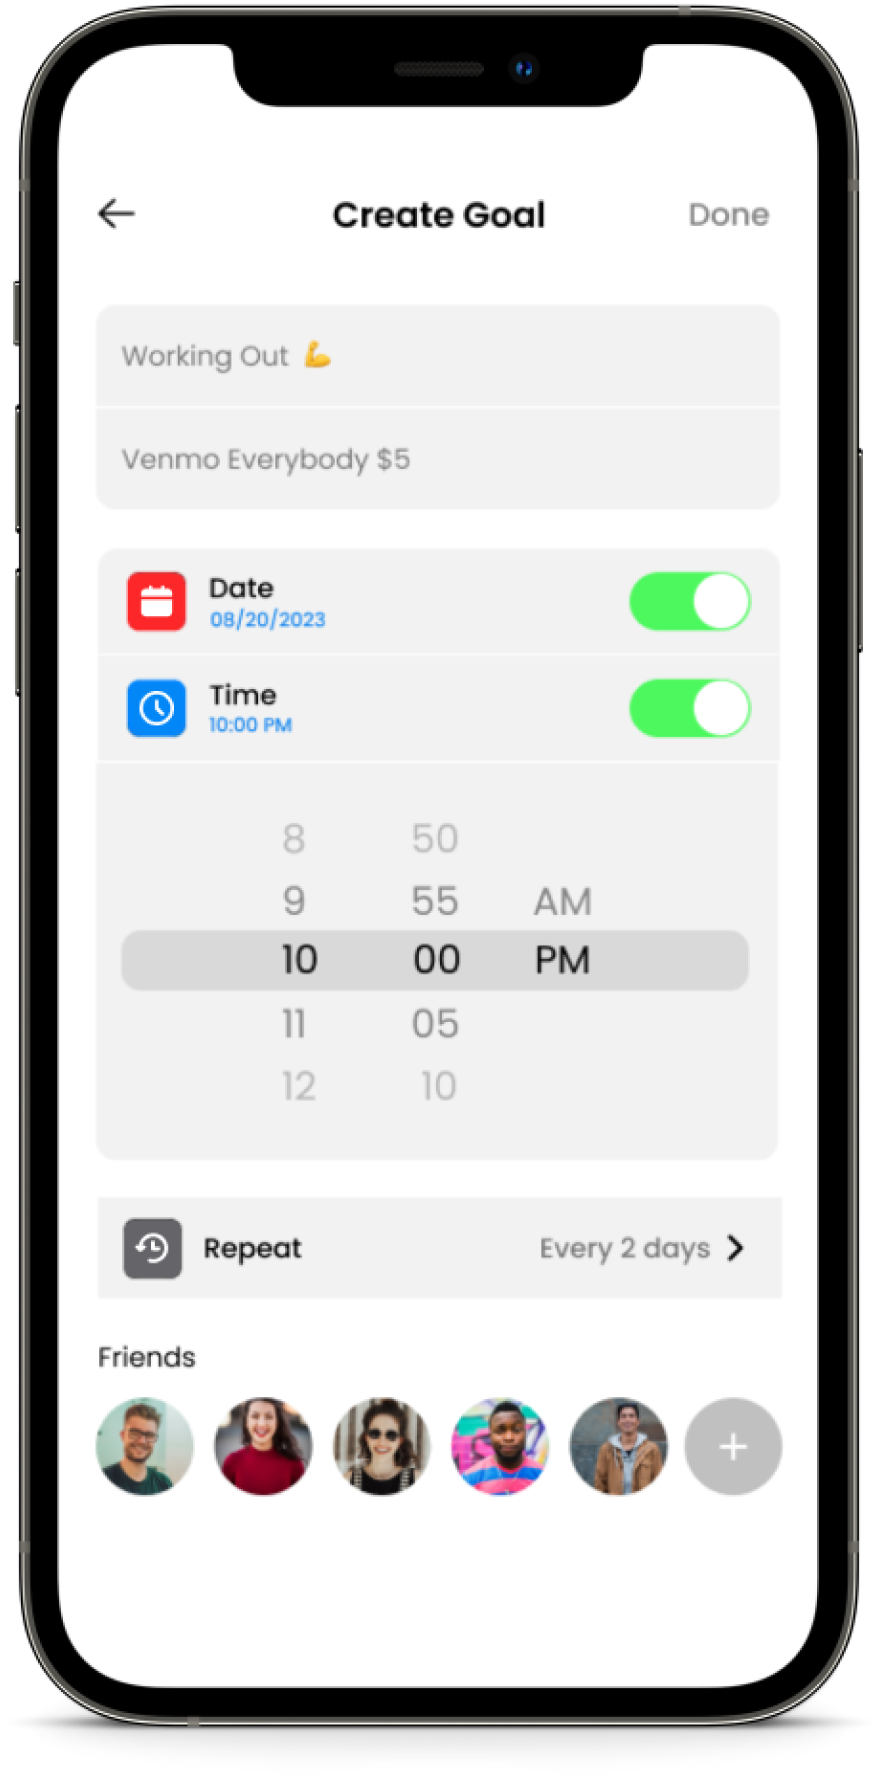 Create Goal Done
Working Out 💪
Venmo Everybody $5
Date
08/20/2023
Time
10:00 PM
8 50
9 55 AM
10 00 PM
11 05
12 10
Repeat Every 2 days
Friends